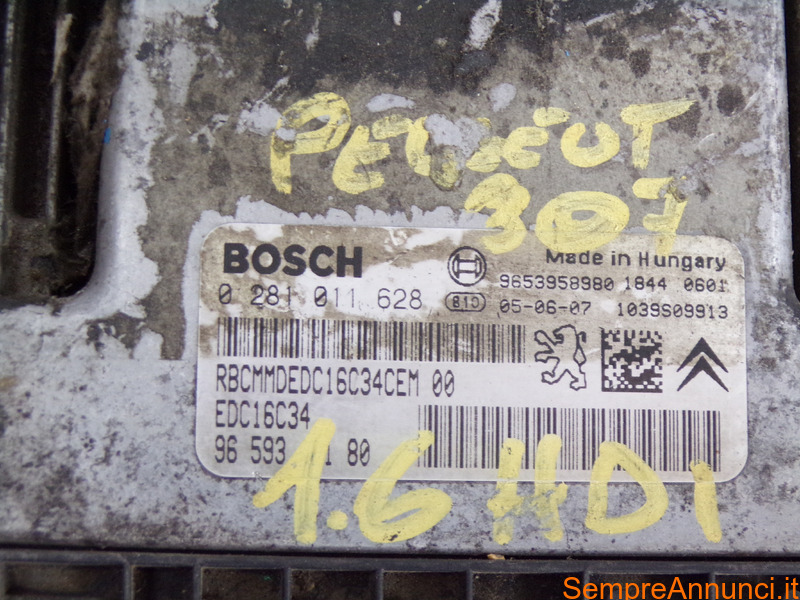 PEUGEOT
307
BOSCH
Made in Hungary
9653958980 1844 0601
0 281 011 628
810 05-06-07 1039S09913
RBCMMDEDC16C34CEM 00
EDC16C34
96 593 80
1.6 HDI
SempreAnnunci.it